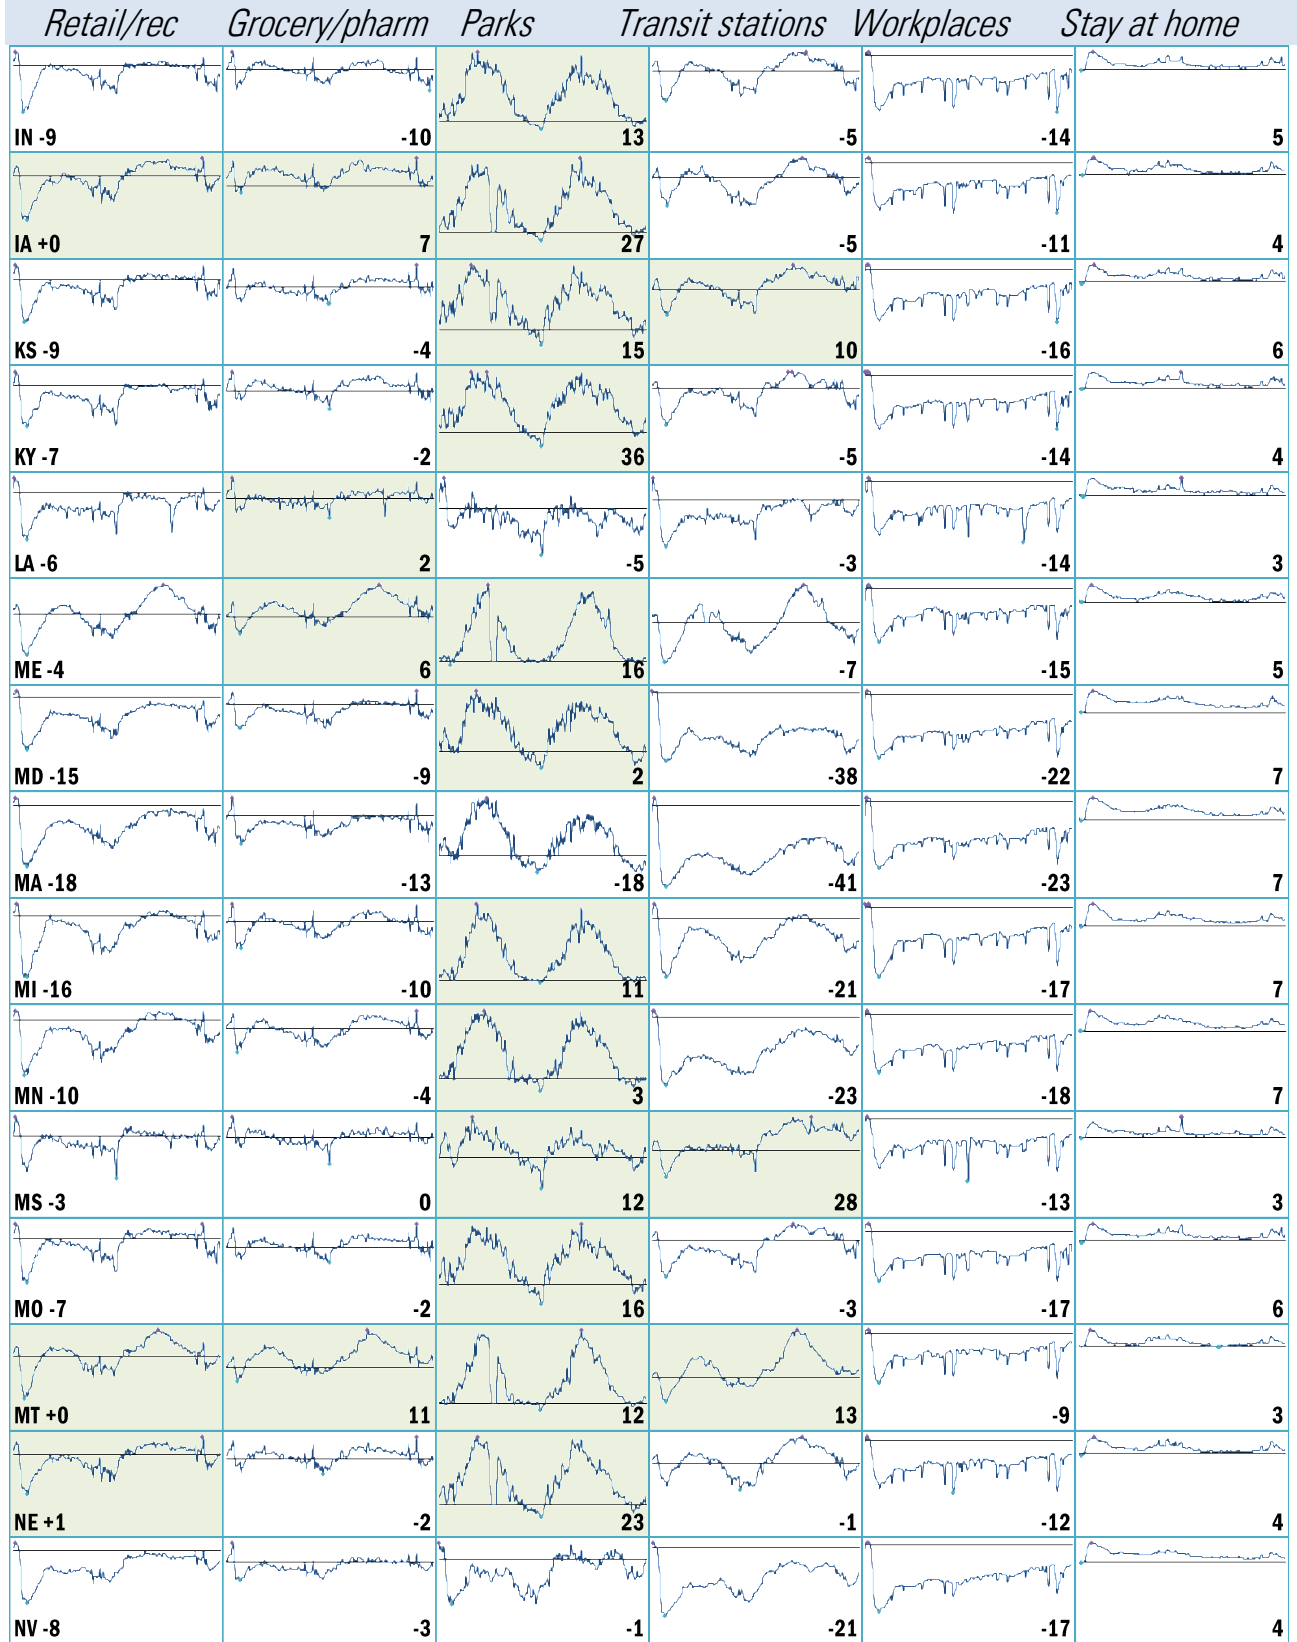 Retail/rec Grocery/pharm Parks Transit stations Workplaces Stay at home
IN -9 -10 13 -5 -14 5
IA +0 7 27 -5 -11 4
KS -9 -4 15 10 -16 6
KY -7 -2 36 -5 -14 4
LA -6 2 -5 -3 -14 3
ME -4 6 16 -7 -15 5
MD -15 -9 2 -38 -22 7
MA -18 -13 -18 -41 -23 7
MI -16 -10 11 -21 -17 7
MN -10 -4 3 -23 -18 7
MS -3 0 12 28 -13 3
MO -7 -2 16 -3 -17 6
MT +0 11 12 13 -9 3
NE +1 -2 23 -1 -12 4
NV -8 -3 -1 -21 -17 4